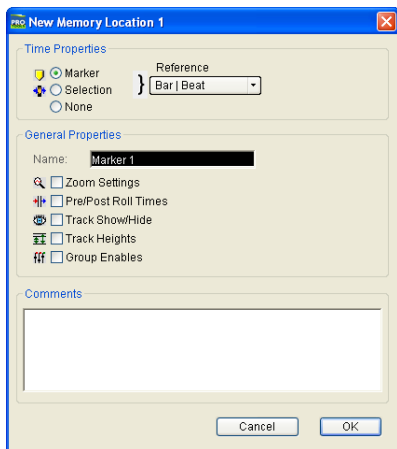 PRO New Memory Location 1
Time Properties
Marker
Reference
Selection
Bar | Beat
None
General Properties
Name: Marker 1
Zoom Settings
Pre/Post Roll Times
Track Show/Hide
Track Heights
Group Enables
Comments
Cancel OK